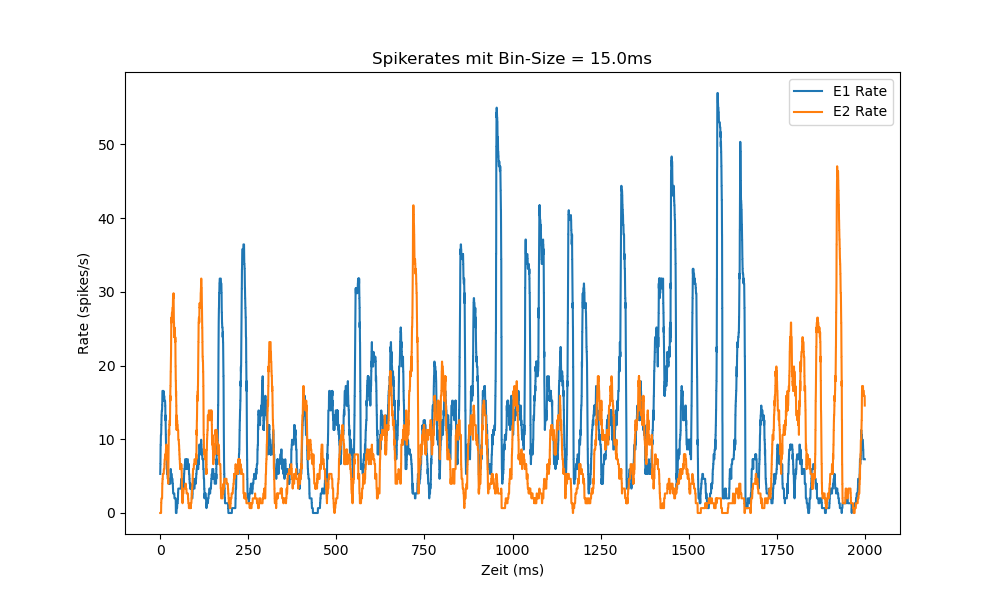 Spikerates mit Bin-Size = 15.0ms
E1 Rate
E2 Rate
Rate (spikes/s)
50
40
30
20
10
0
0 250 500 750 1000 1250 1500 1750 2000
Zeit (ms)